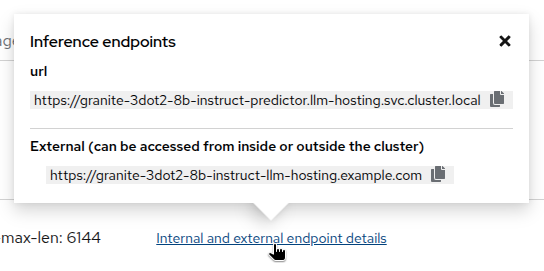 Inference endpoints
url
https://granite-3dot2-8b-instruct-predictor.llm-hosting.svc.cluster.local
External (can be accessed from inside or outside the cluster)
https://granite-3dot2-8b-instruct-llm-hosting.example.com
max-len: 6144 Internal and external endpoint details